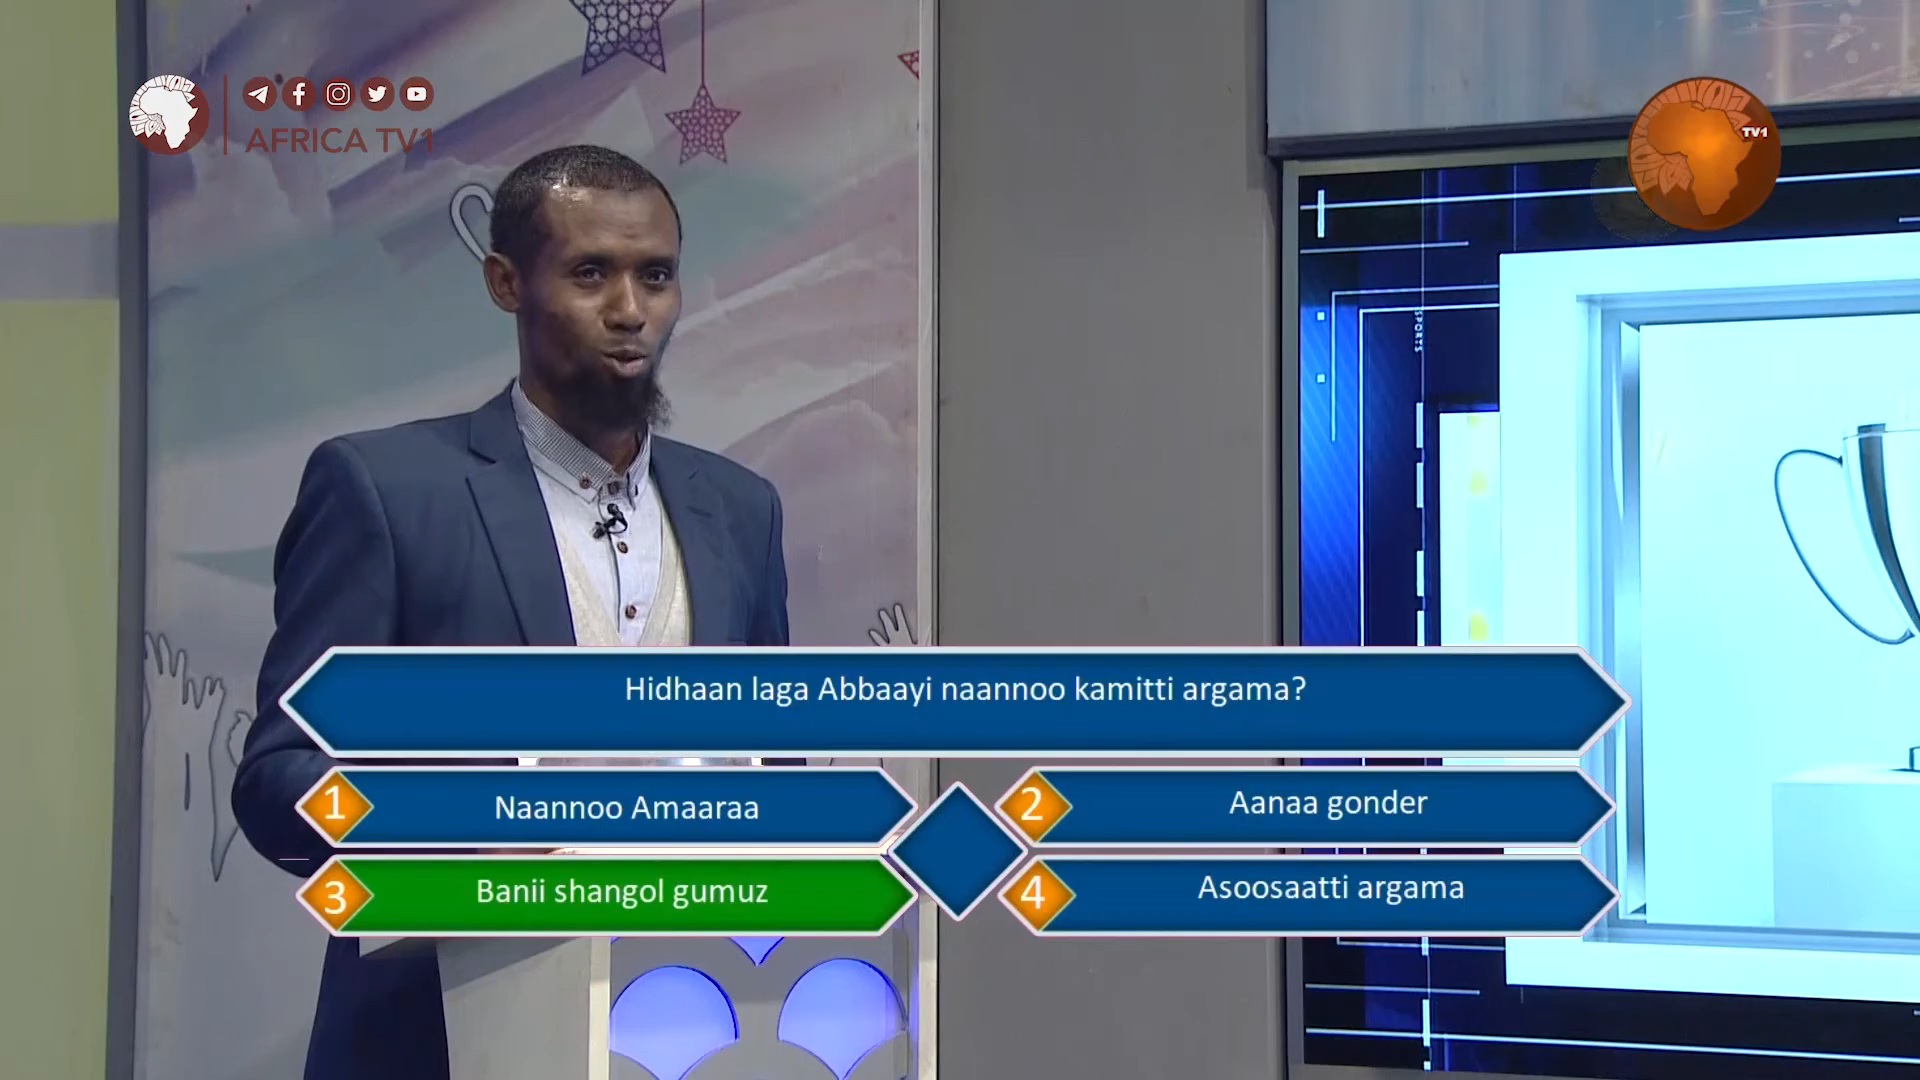 AFRICA TV1
TV1
SPORTS
Hidhaan laga Abbaayi naannoo kamitti argama?
1 Naannoo Amaaraa
2 Aanaa gonder
3 Banii shangol gumuz
4 Asoosaatti argama